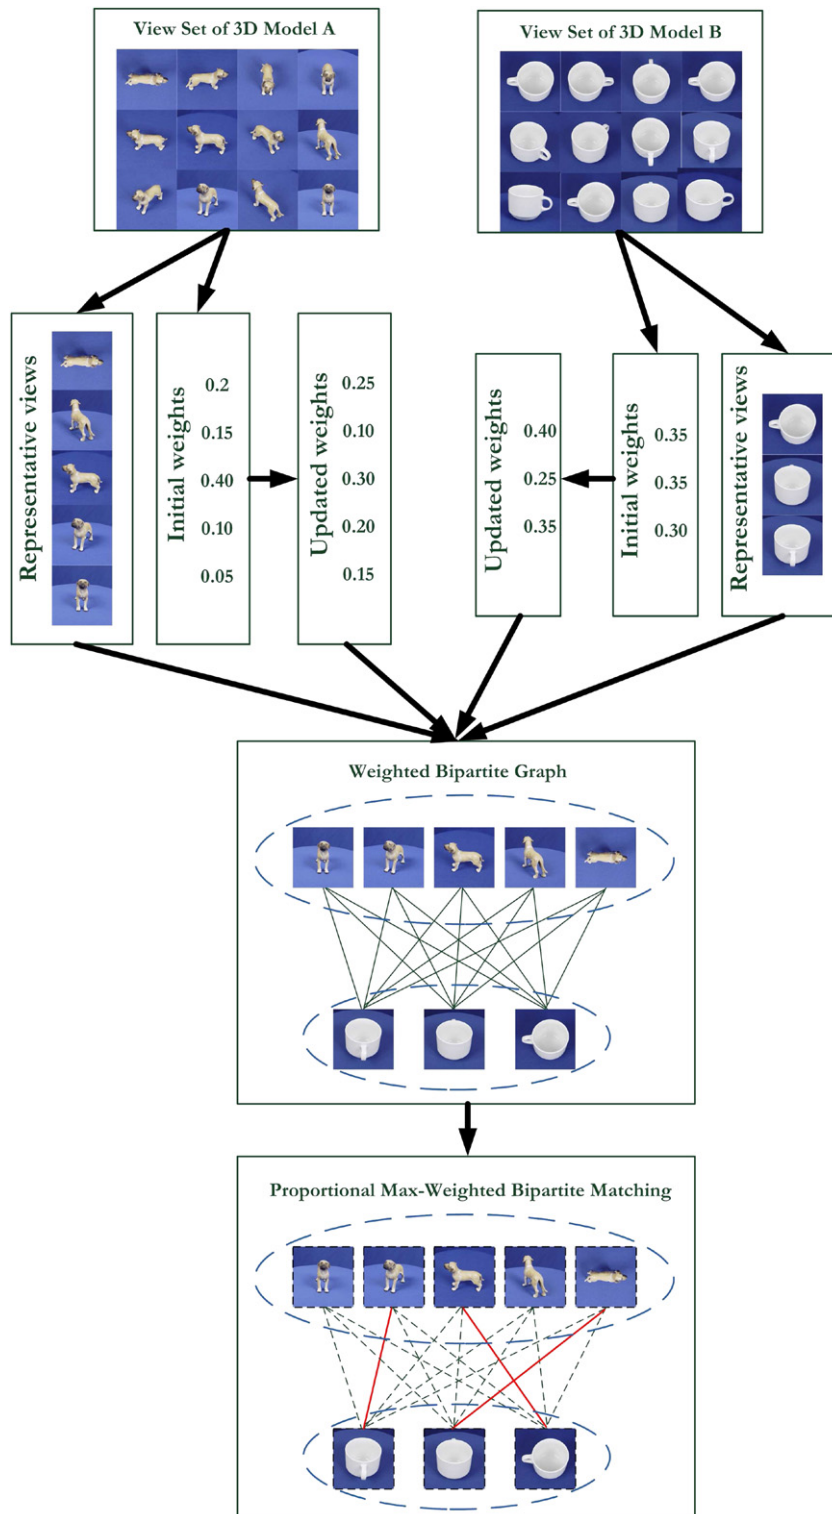 View Set of 3D Model A
View Set of 3D Model B
Representative views
Initial weights
0.2
0.15
0.40
0.10
0.05
Updated weights
0.25
0.10
0.30
0.20
0.15
Updated weights
0.40
0.25
0.35
Initial weights
0.35
0.35
0.30
Representative views
Weighted Bipartite Graph
Proportional Max-Weighted Bipartite Matching